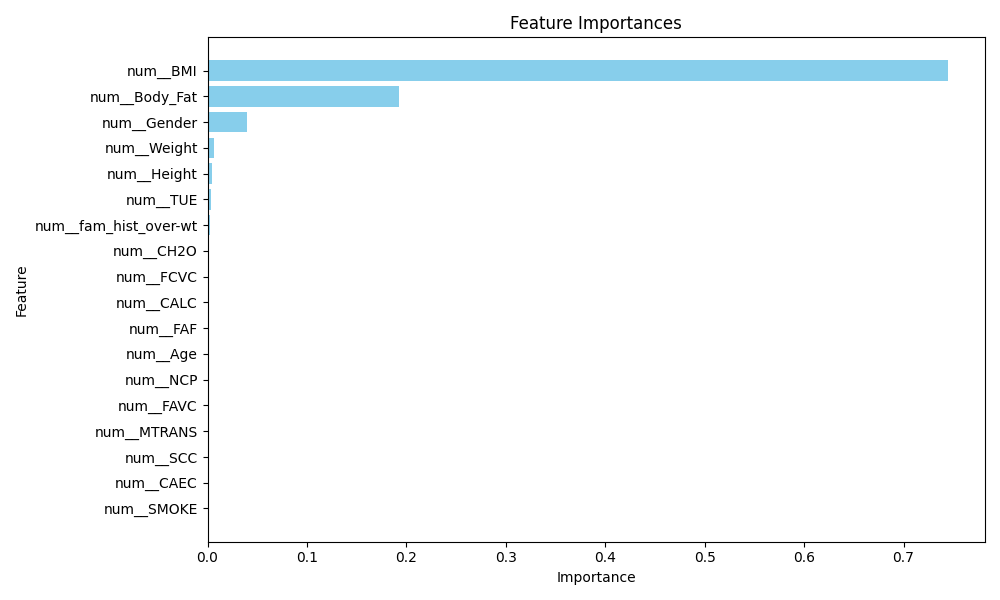 Feature Importances
num__BMI
num__Body_Fat
num__Gender
num__Weight
num__Height
num__TUE
num__fam_hist_over-wt
num__CH2O
num__FCVC
num__CALC
num__FAF
num__Age
num__NCP
num__FAVC
num__MTRANS
num__SCC
num__CAEC
num__SMOKE
Feature
0.0 0.1 0.2 0.3 0.4 0.5 0.6 0.7
Importance